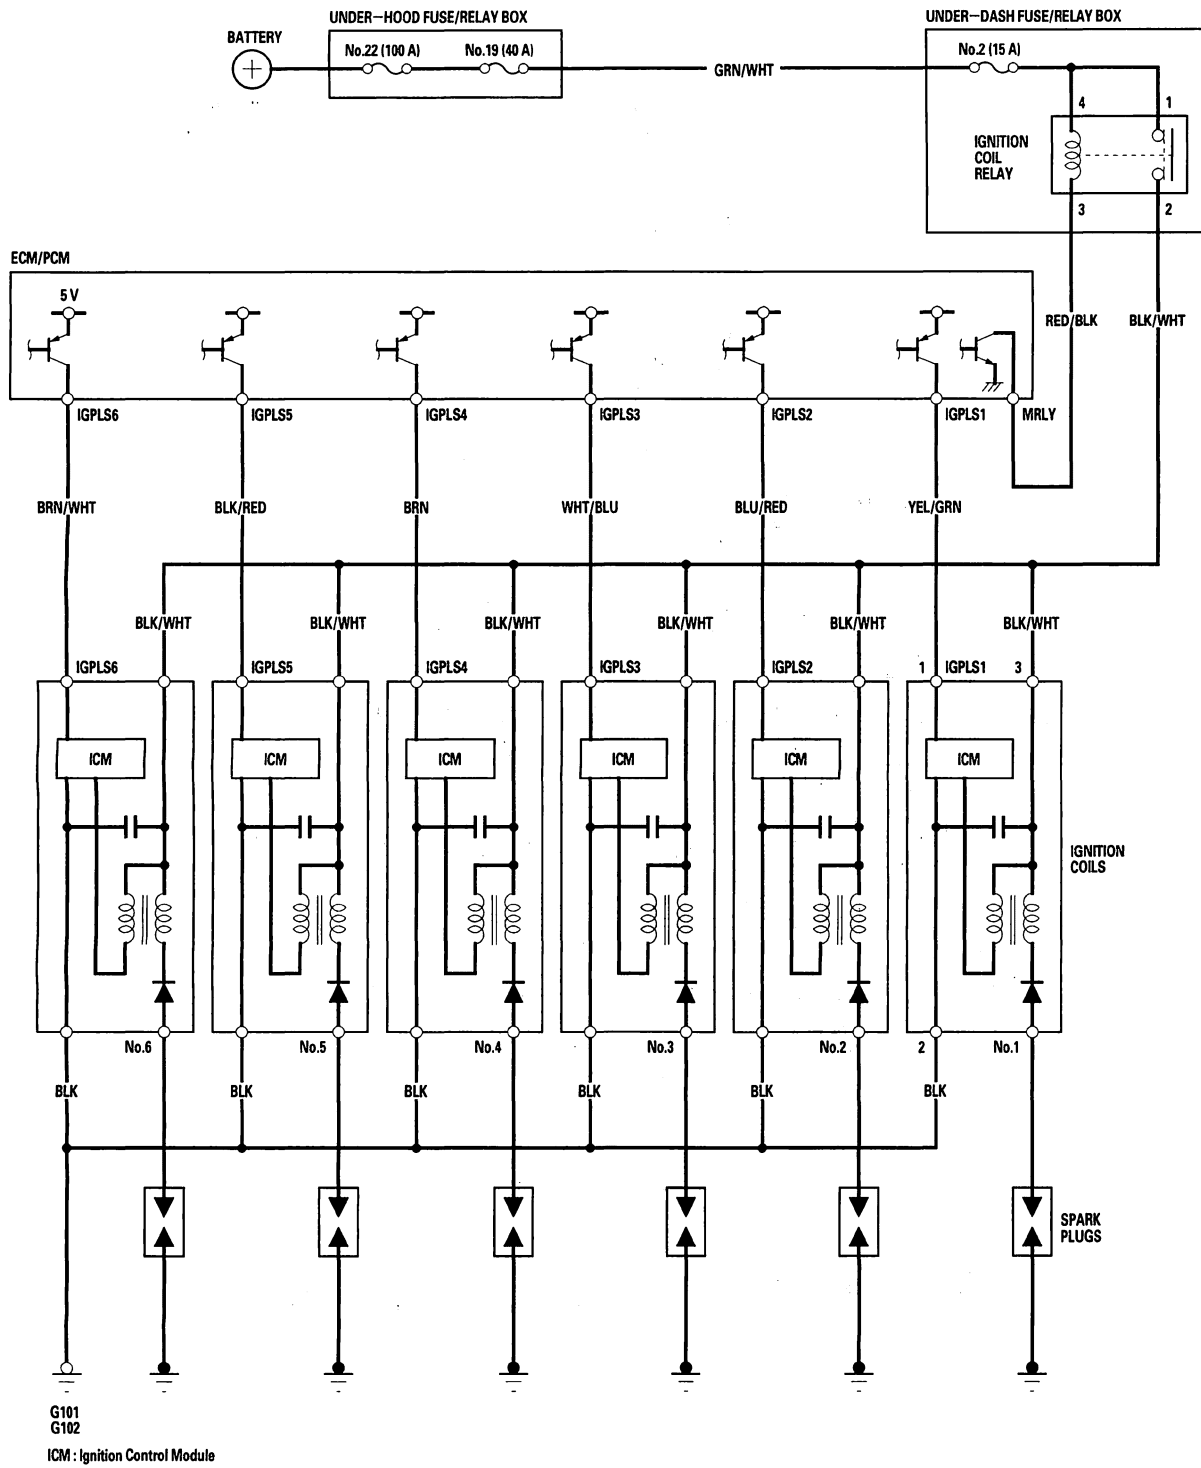 UNDER-HOOD FUSE/RELAY BOX
UNDER-DASH FUSE/RELAY BOX
BATTERY
No.22 (100 A)
No.19 (40 A)
No.2 (15 A)
GRN/WHT
4
1
IGNITION
COIL
RELAY
3
2
ECM/PCM
5 V
RED/BLK
BLK/WHT
IGPLS6
IGPLS5
IGPLS4
IGPLS3
IGPLS2
IGPLS1
MRLY
BRN/WHT
BLK/RED
BRN
WHT/BLU
BLU/RED
YEL/GRN
BLK/WHT
BLK/WHT
BLK/WHT
BLK/WHT
BLK/WHT
BLK/WHT
IGPLS6
IGPLS5
IGPLS4
IGPLS3
IGPLS2
1
IGPLS1
3
ICM
ICM
ICM
ICM
ICM
ICM
IGNITION
COILS
No.6
No.5
No.4
No.3
No.2
2
No.1
BLK
BLK
BLK
BLK
BLK
BLK
SPARK
PLUGS
G101
G102
ICM : Ignition Control Module